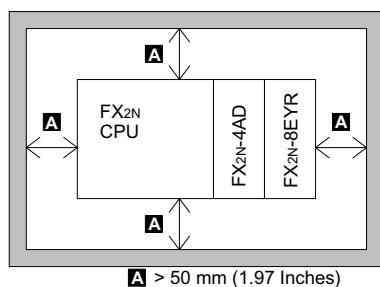 A
FX2N
CPU
FX2N-4AD
FX2N-8EYR
A
A
A
A > 50 mm (1.97 Inches)